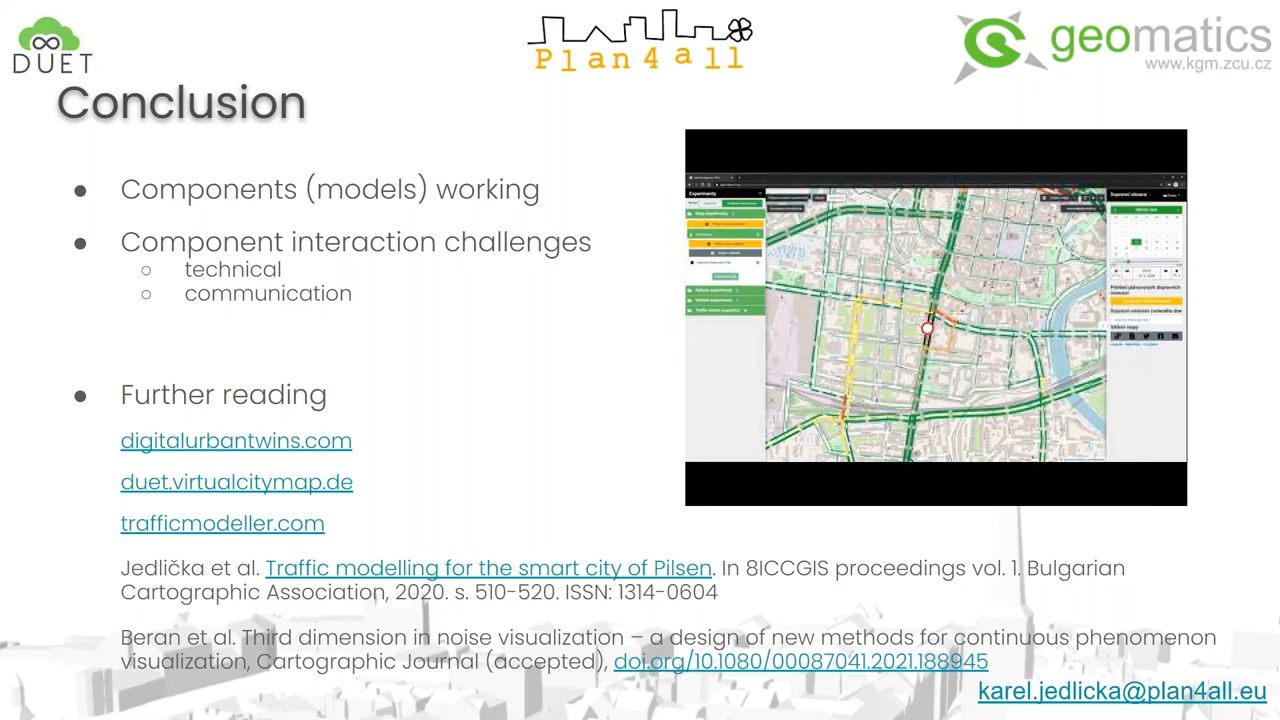 DUET
Plan4all
geomatics
www.kgm.zcu.cz
Conclusion
● Components (models) working
● Component interaction challenges
○ technical
○ communication
● Further reading
digitalurbantwins.com
duet.virtualcitymap.de
trafficmodeller.com
Jedlička et al. Traffic modelling for the smart city of Pilsen. In 8ICCGIS proceedings vol. 1. Bulgarian
Cartographic Association, 2020. s. 510-520. ISSN: 1314-0604
Beran et al. Third dimension in noise visualization – a design of new methods for continuous phenomenon
visualization, Cartographic Journal (accepted), doi.org/10.1080/00087041.2021.188945
karel.jedlicka@plan4all.eu
Experimenty